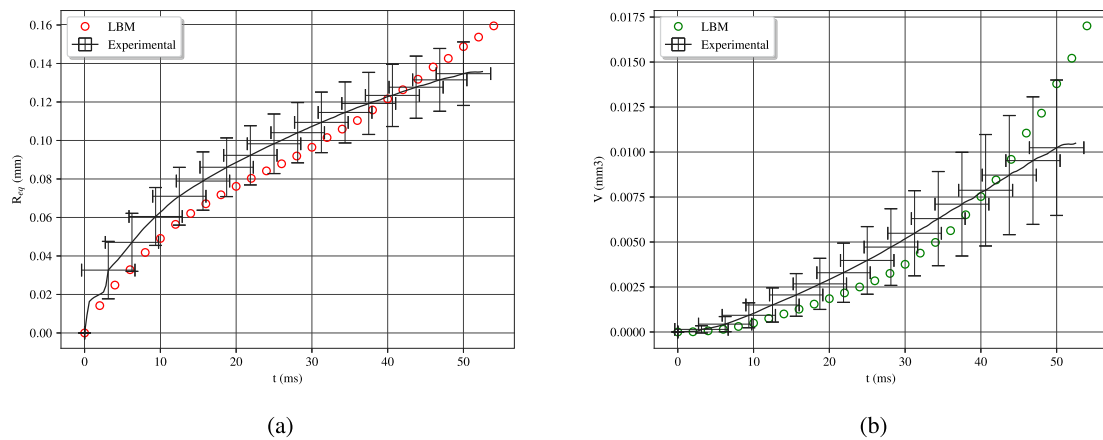 0.16
0.14
0.12
0.10
0.08
0.06
0.04
0.02
0.00
R_eq (mm)
LBM
Experimental
0 10 20 30 40 50
t (ms)
(a)
0.0175
0.0150
0.0125
0.0100
0.0075
0.0050
0.0025
0.0000
V (mm3)
LBM
Experimental
0 10 20 30 40 50
t (ms)
(b)